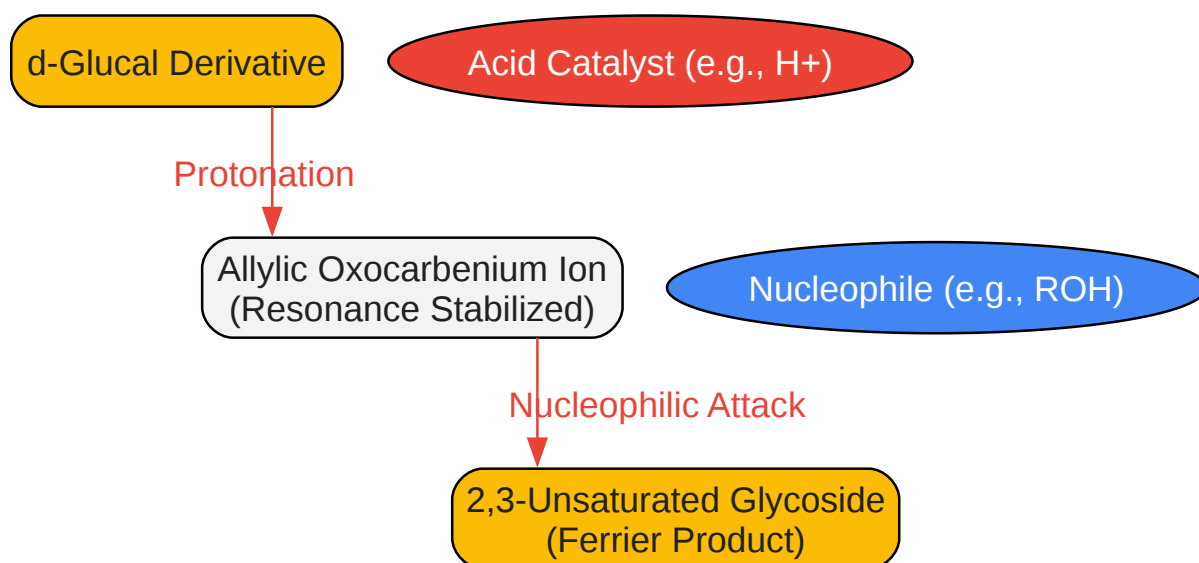 d-Glucal Derivative
Acid Catalyst (e.g., H+)
Protonation
Allylic Oxocarbenium Ion
(Resonance Stabilized)
Nucleophile (e.g., ROH)
Nucleophilic Attack
2,3-Unsaturated Glycoside
(Ferrier Product)